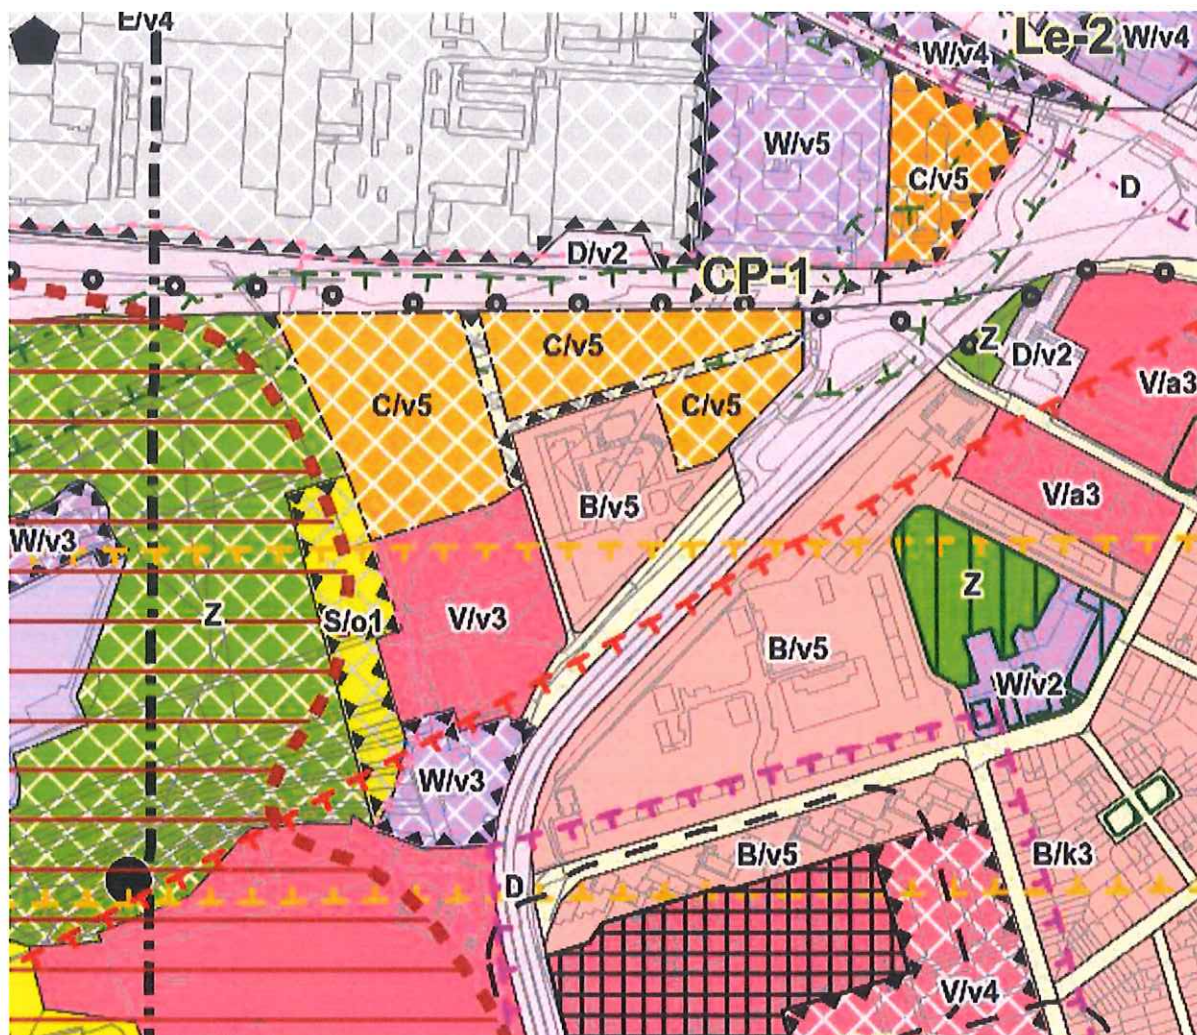 E/v4
Le-2
W/v4
W/v4
W/v5
C/v5
D
D/v2
CP-1
Z
D/v2
C/v5
V/a3
C/v5
C/v5
V/a3
B/v5
W/v3
Z
Z
S/o1
V/v3
B/v5
W/v2
W/v3
B/v5
B/k3
D
V/v4